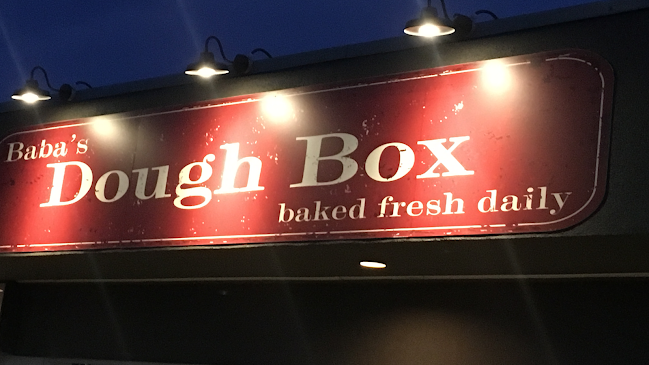 Baba's
Dough Box
baked fresh daily